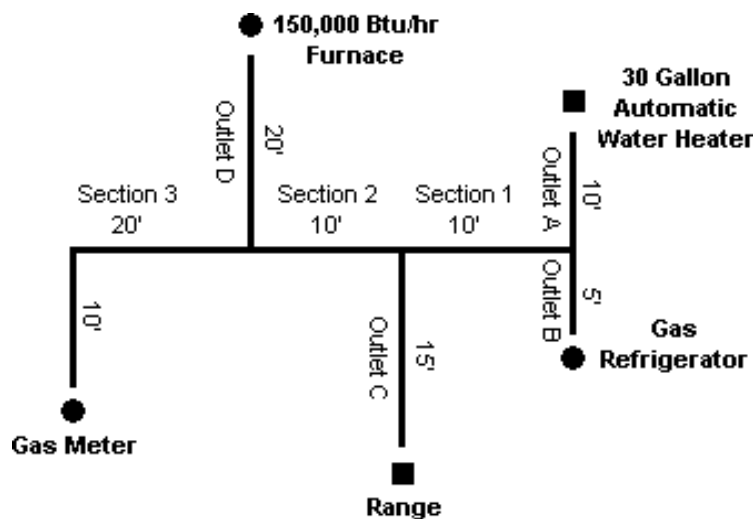 150,000 Btu/hr
Furnace
30 Gallon
Automatic
Water Heater
Outlet D
20'
Section 3
20'
Section 2
10'
Section 1
10'
Outlet A
10'
10'
Outlet C
15'
Outlet B
5'
Gas
Refrigerator
Gas Meter
Range